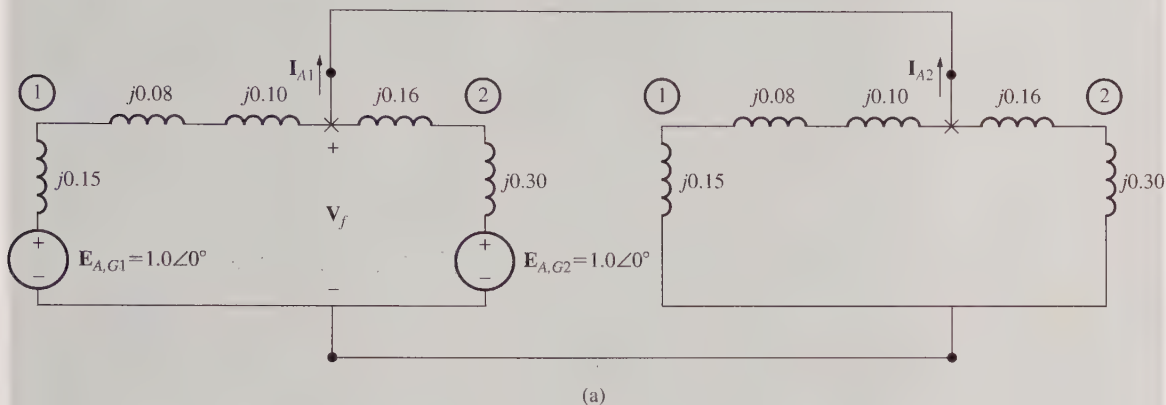 I_A1
I_A2
1 j0.08 j0.10 j0.16 2
1 j0.08 j0.10 j0.16 2
+
j0.15 j0.30
V_f
j0.15 j0.30
+ E_A,G1=1.0∠0° −
+ E_A,G2=1.0∠0° −
−
(a)